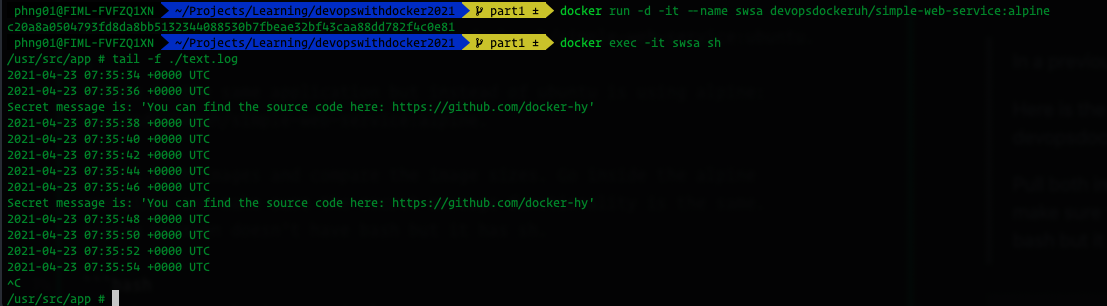 phng01@FIML-FVFZQ1XN ~/Projects/Learning/devopswithdocker2021 part1 ± docker run -d -it --name swsa devopsdockeruh/simple-web-service:alpine
c20a8a0504793fd8da8bb5132344088530b7fbeae32bf43caa88dd782f4c0e81
phng01@FIML-FVFZQ1XN ~/Projects/Learning/devopswithdocker2021 part1 ± docker exec -it swsa sh
/usr/src/app # tail -f ./text.log
2021-04-23 07:35:34 +0000 UTC
2021-04-23 07:35:36 +0000 UTC
Secret message is: 'You can find the source code here: https://github.com/docker-hy'
2021-04-23 07:35:38 +0000 UTC
2021-04-23 07:35:40 +0000 UTC
2021-04-23 07:35:42 +0000 UTC
2021-04-23 07:35:44 +0000 UTC
2021-04-23 07:35:46 +0000 UTC
Secret message is: 'You can find the source code here: https://github.com/docker-hy'
2021-04-23 07:35:48 +0000 UTC
2021-04-23 07:35:50 +0000 UTC
2021-04-23 07:35:52 +0000 UTC
2021-04-23 07:35:54 +0000 UTC
^C
/usr/src/app #